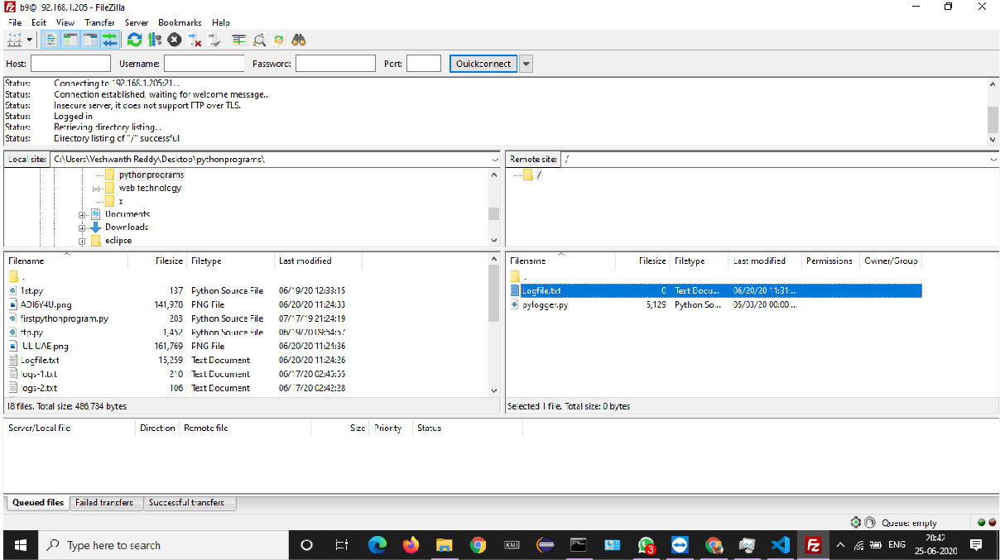 b9@192.168.1.205 - FileZilla
File Edit View Transfer Server Bookmarks Help
Host: Username: Password: Port: Quickconnect
Status: Connecting to 192.168.1.205:21...
Status: Connection established, waiting for welcome message...
Status: Insecure server, it does not support FTP over TLS.
Status: Logged in
Status: Retrieving directory listing...
Status: Directory listing of "/" successful
Local site: C:\Users\Yeshwanth Reddy\Desktop\pythonprograms\
pythonprograms
web technology
x
Documents
Downloads
eclipse
Remote site: /
/
Filename Filesize Filetype Last modified
..
1st.py 137 Python Source File 06/19/20 12:33:15
ADI6Y4U.png 141,978 PNG File 06/20/20 11:24:33
firstpythonprogram.py 203 Python Source File 07/17/19 21:24:19
ftp.py 1,452 Python Source File 06/19/20 09:54:57
IULIUAE.png 161,769 PNG File 06/20/20 11:24:36
Logfile.txt 15,259 Text Document 06/20/20 11:24:26
logs-1.txt 210 Text Document 06/17/20 02:45:55
logs-2.txt 106 Text Document 06/17/20 02:42:28
18 files. Total size: 486,784 bytes
Filename Filesize Filetype Last modified Permissions Owner/Group
..
Logfile.txt 0 Text Docu... 06/20/20 11:31:...
pylogger.py 5,129 Python So... 05/03/20 00:00:...
Selected 1 file. Total size: 0 bytes
Server/Local file Direction Remote file Size Priority Status
Queued files Failed transfers Successful transfers
Queue: empty
Type here to search
KALI
3
ENG
20:42
25-06-2020